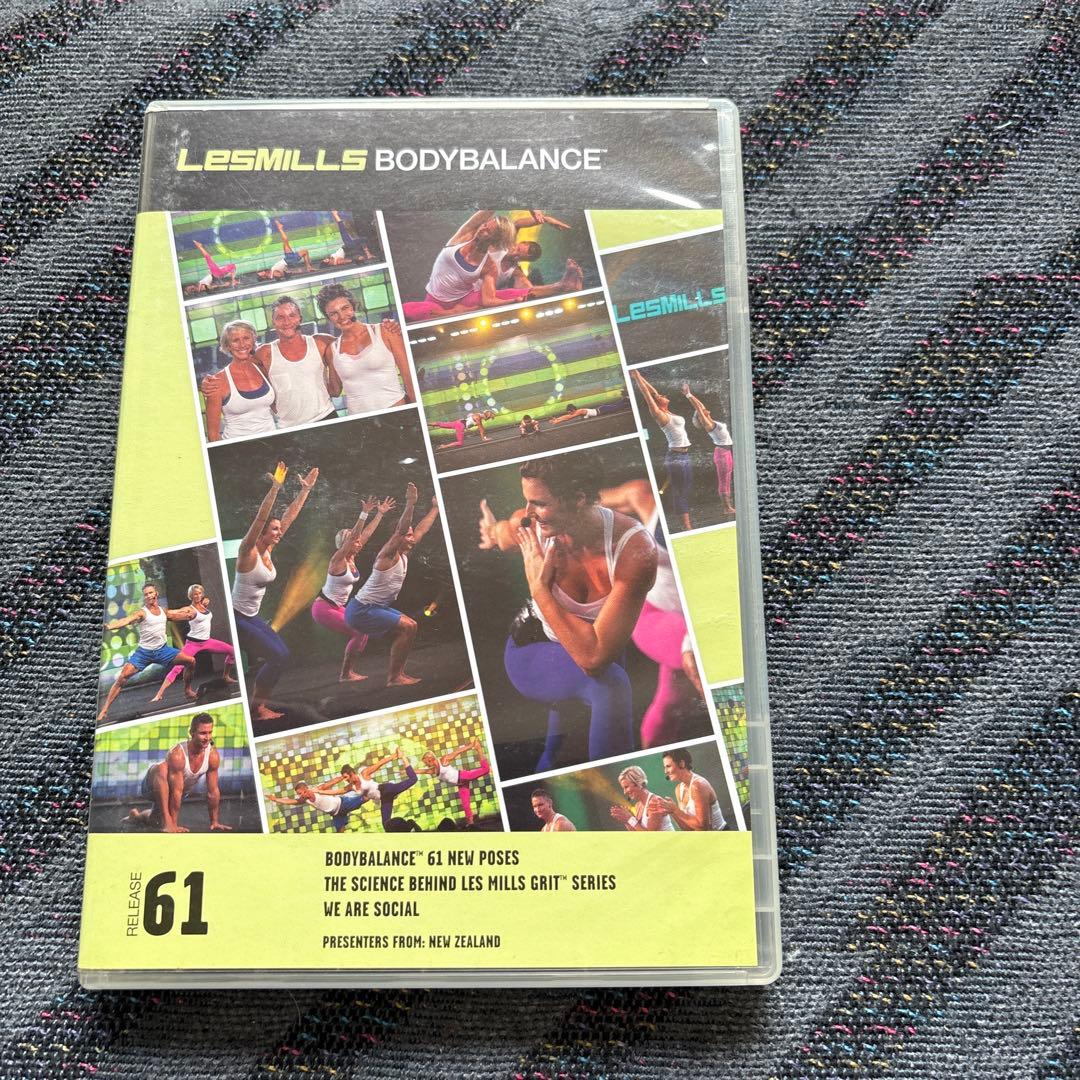 LesMILLS BODYBALANCE™
LesMILLS
RELEASE 61
BODYBALANCE™ 61 NEW POSES
THE SCIENCE BEHIND LES MILLS GRIT™ SERIES
WE ARE SOCIAL
PRESENTERS FROM: NEW ZEALAND